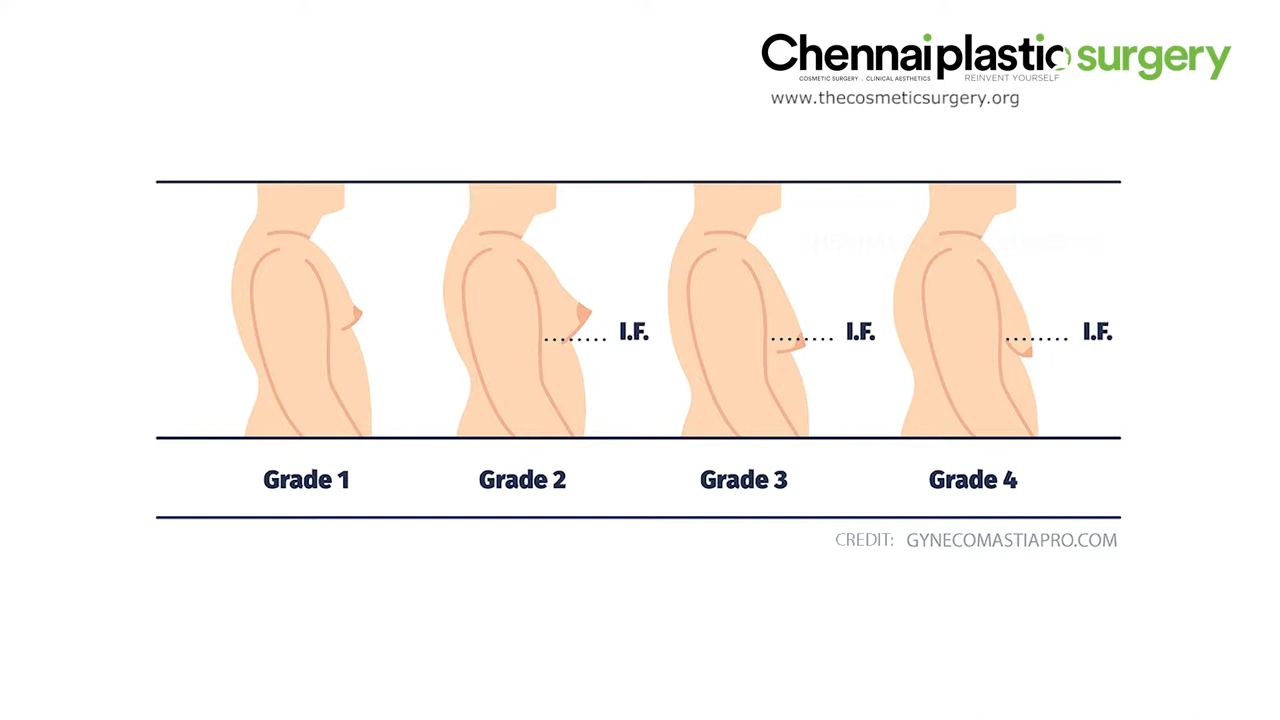 Chennaiplastic surgery
COSMETIC SURGERY . CLINICAL AESTHETICS REINVENT YOURSELF
www.thecosmeticsurgery.org
I.F. I.F. I.F.
Grade 1 Grade 2 Grade 3 Grade 4
CREDIT: GYNECOMASTIAPRO.COM